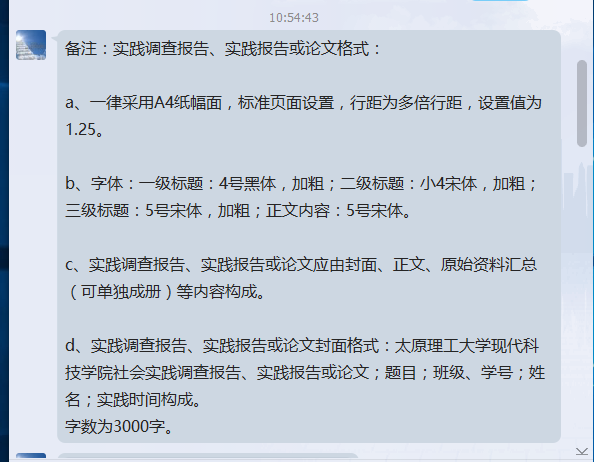 10:54:43
备注：实践调查报告、实践报告或论文格式：
a、一律采用A4纸幅面，标准页面设置，行距为多倍行距，设置值为
1.25。
b、字体：一级标题：4号黑体，加粗；二级标题：小4宋体，加粗；
三级标题：5号宋体，加粗；正文内容：5号宋体。
c、实践调查报告、实践报告或论文应由封面、正文、原始资料汇总
（可单独成册）等内容构成。
d、实践调查报告、实践报告或论文封面格式：太原理工大学现代科
技学院社会实践调查报告、实践报告或论文；题目；班级、学号；姓
名；实践时间构成。
字数为3000字。